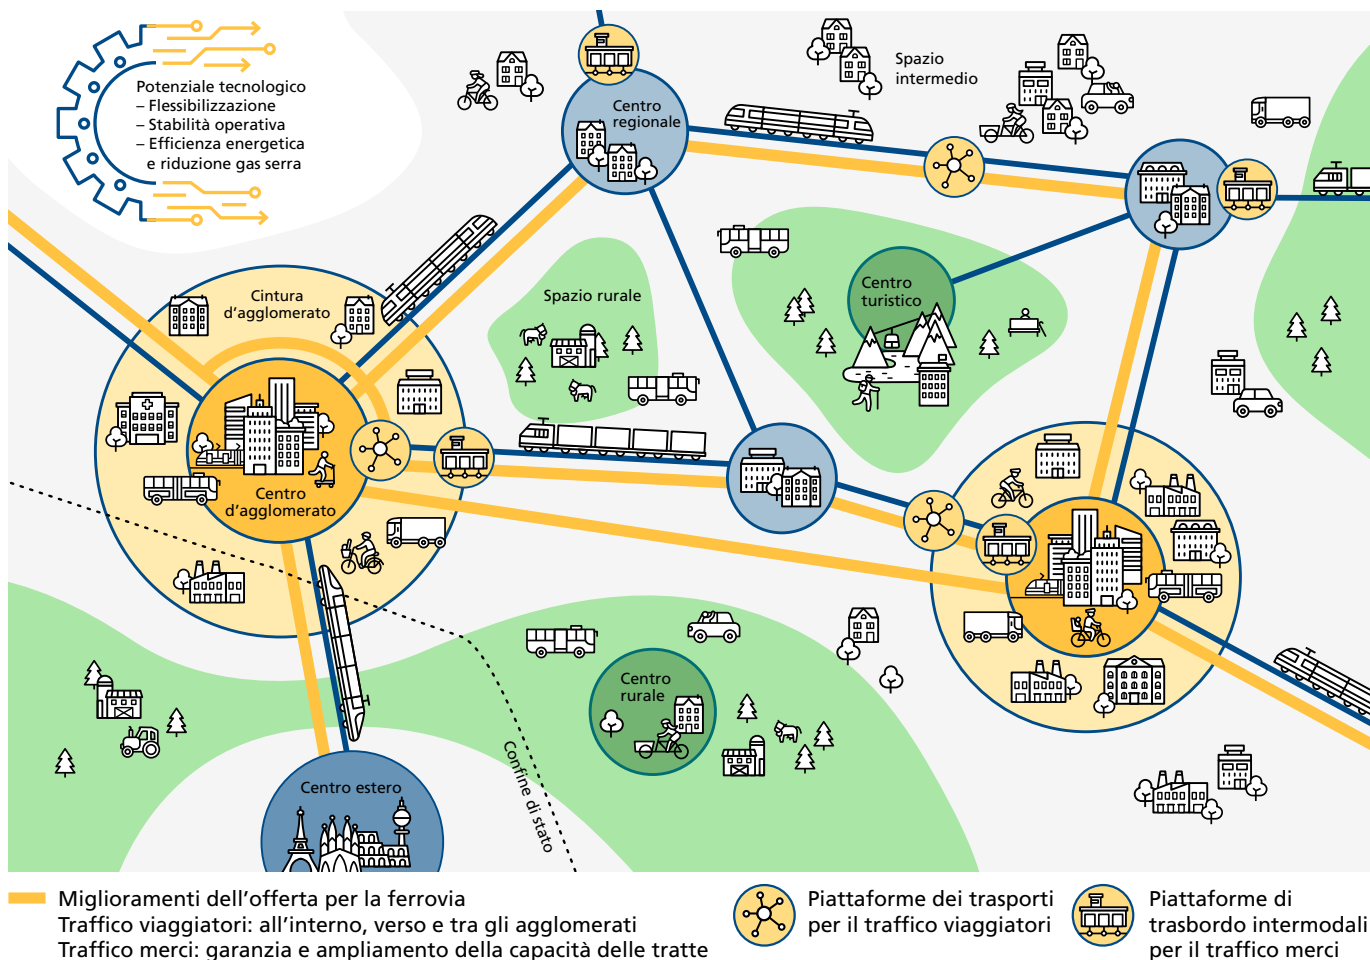 Potenziale tecnologico
– Flessibilizzazione
– Stabilità operativa
– Efficienza energetica
e riduzione gas serra
Centro
regionale
Spazio
intermedio
Cintura
d'agglomerato
Spazio rurale
Centro
turistico
Centro
d'agglomerato
Centro
rurale
Centro estero
Confine di stato
Miglioramenti dell'offerta per la ferrovia
Traffico viaggiatori: all'interno, verso e tra gli agglomerati
Traffico merci: garanzia e ampliamento della capacità delle tratte
Piattaforme dei trasporti
per il traffico viaggiatori
Piattaforme di
trasbordo intermodali
per il traffico merci